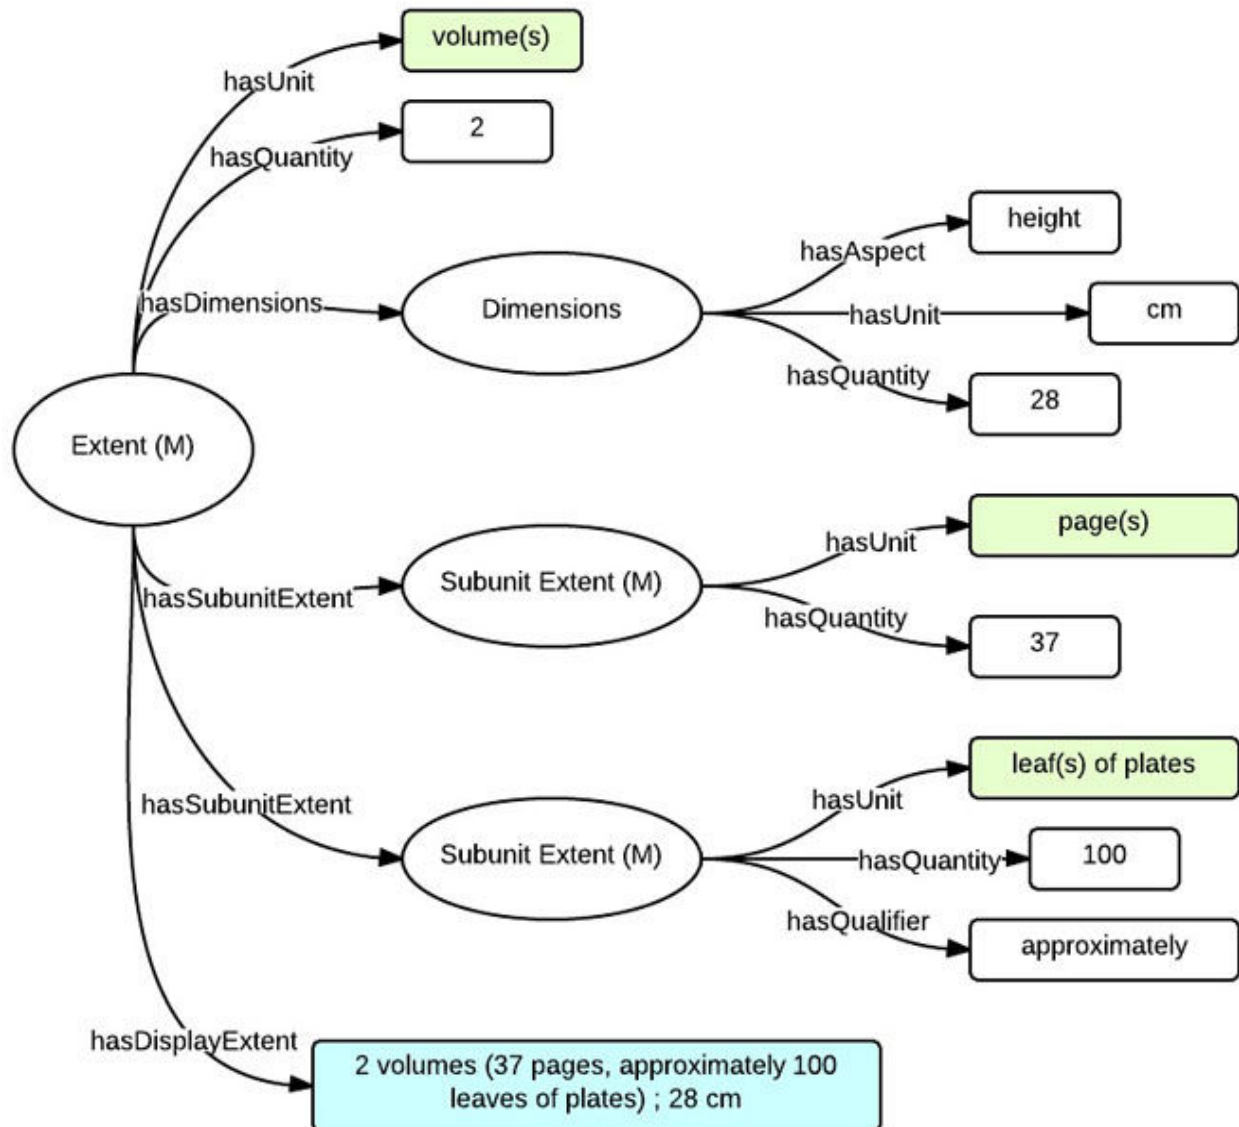 volume(s)
hasUnit
2
hasQuantity
height
hasAspect
hasDimensions
Dimensions
hasUnit
cm
hasQuantity
28
Extent (M)
page(s)
hasUnit
hasSubunitExtent
Subunit Extent (M)
hasQuantity
37
leaf(s) of plates
hasUnit
hasSubunitExtent
Subunit Extent (M)
hasQuantity
100
hasQualifier
approximately
hasDisplayExtent
2 volumes (37 pages, approximately 100
leaves of plates) ; 28 cm